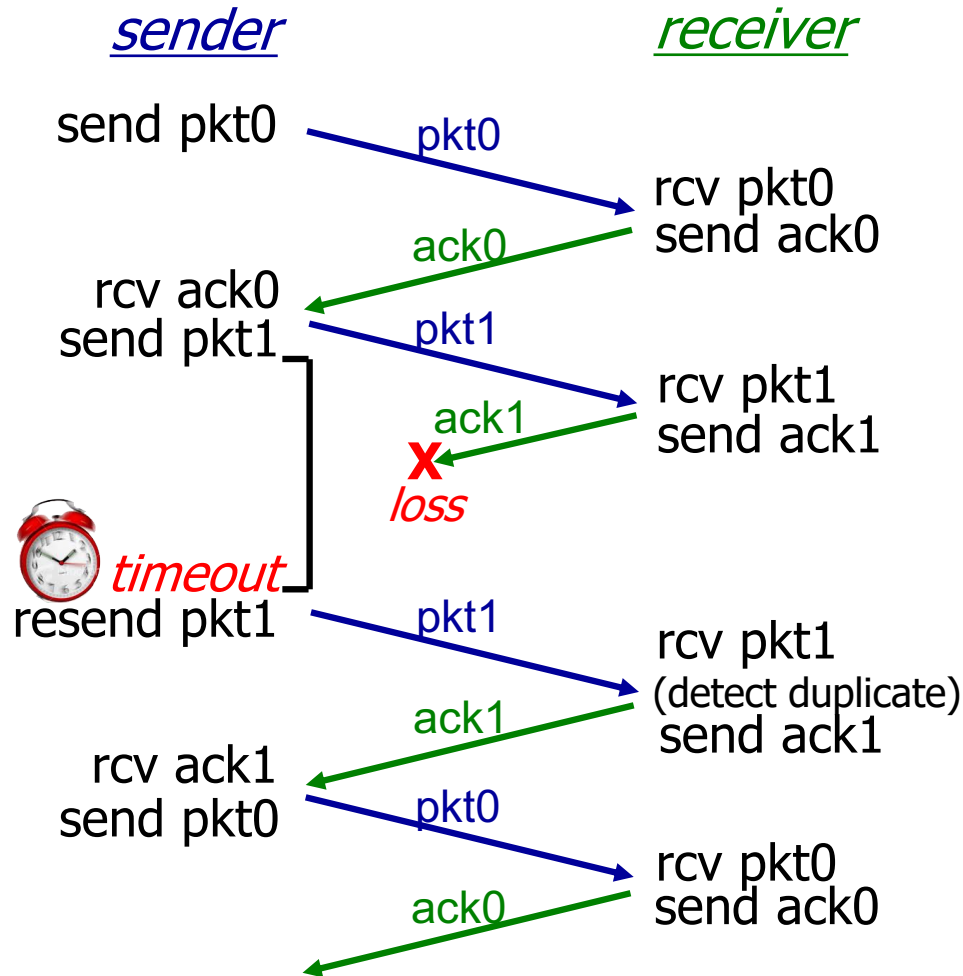 sender
receiver
send pkt0
pkt0
rcv pkt0
send ack0
ack0
rcv ack0
send pkt1
pkt1
rcv pkt1
send ack1
ack1
X
loss
timeout
resend pkt1
pkt1
rcv pkt1
(detect duplicate)
send ack1
ack1
rcv ack1
send pkt0
pkt0
rcv pkt0
send ack0
ack0